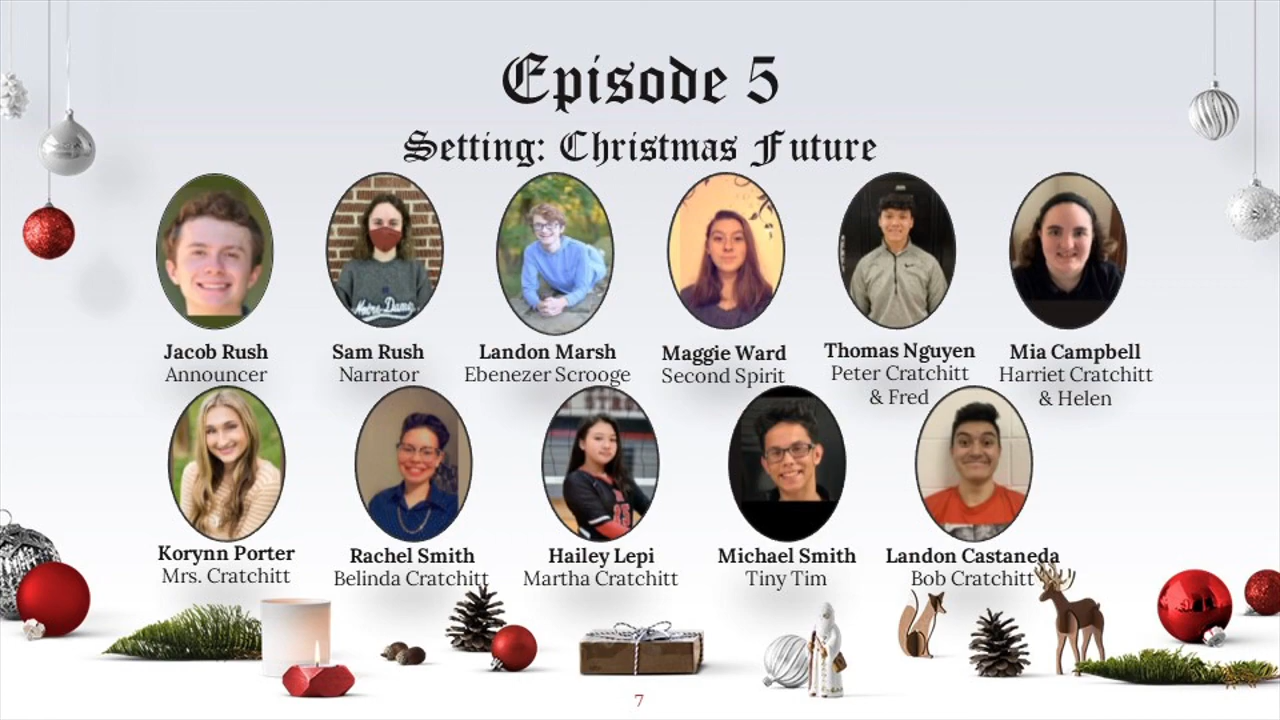 Episode 5
Setting: Christmas Future
Notre Dame
Jacob Rush
Announcer
Sam Rush
Narrator
Landon Marsh
Ebenezer Scrooge
Maggie Ward
Second Spirit
Thomas Nguyen
Peter Cratchitt
& Fred
Mia Campbell
Harriet Cratchitt
& Helen
Korynn Porter
Mrs. Cratchitt
Rachel Smith
Belinda Cratchitt
Hailey Lepi
Martha Cratchitt
Michael Smith
Tiny Tim
Landon Castaneda
Bob Cratchitt
7